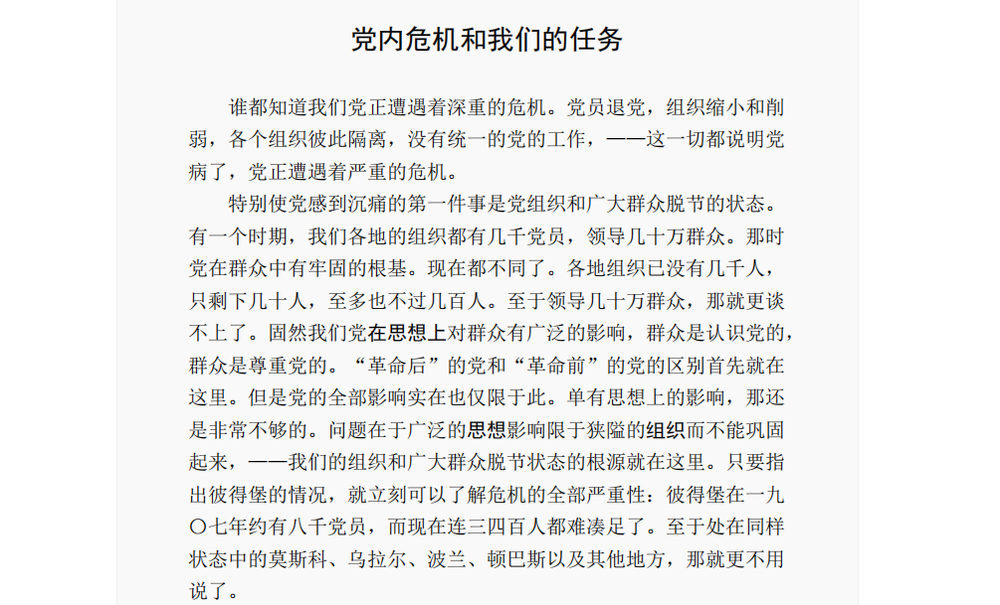 党内危机和我们的任务
谁都知道我们党正遭遇着深重的危机。党员退党，组织缩小和削
弱，各个组织彼此隔离，没有统一的党的工作，——这一切都说明党
病了，党正遭遇着严重的危机。
特别使党感到沉痛的第一件事是党组织和广大群众脱节的状态。
有一个时期，我们各地的组织都有几千党员，领导几十万群众。那时
党在群众中有牢固的根基。现在都不同了。各地组织已没有几千人，
只剩下几十人，至多也不过几百人。至于领导几十万群众，那就更谈
不上了。固然我们党在思想上对群众有广泛的影响，群众是认识党的，
群众是尊重党的。“革命后”的党和“革命前”的党的区别首先就在
这里。但是党的全部影响实在也仅限于此。单有思想上的影响，那还
是非常不够的。问题在于广泛的思想影响限于狭隘的组织而不能巩固
起来，——我们的组织和广大群众脱节状态的根源就在这里。只要指
出彼得堡的情况，就立刻可以了解危机的全部严重性：彼得堡在一九
〇七年约有八千党员，而现在连三四百人都难凑足了。至于处在同样
状态中的莫斯科、乌拉尔、波兰、顿巴斯以及其他地方，那就更不用
说了。